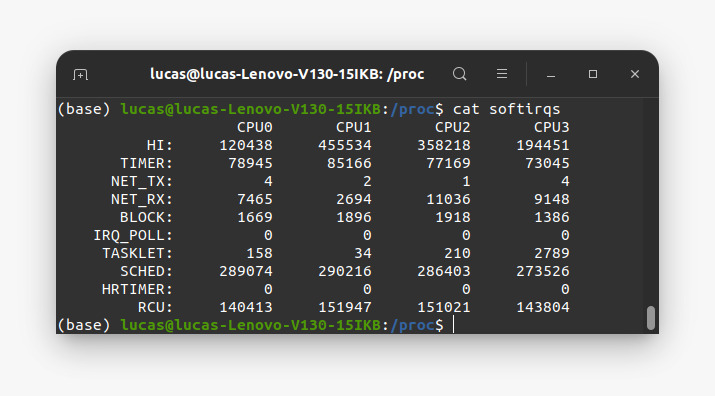 lucas@lucas-Lenovo-V130-15IKB: /proc
(base) lucas@lucas-Lenovo-V130-15IKB:/proc$ cat softirqs
CPU0 CPU1 CPU2 CPU3
HI: 120438 455534 358218 194451
TIMER: 78945 85166 77169 73045
NET_TX: 4 2 1 4
NET_RX: 7465 2694 11036 9148
BLOCK: 1669 1896 1918 1386
IRQ_POLL: 0 0 0 0
TASKLET: 158 34 210 2789
SCHED: 289074 290216 286403 273526
HRTIMER: 0 0 0 0
RCU: 140413 151947 151021 143804
(base) lucas@lucas-Lenovo-V130-15IKB:/proc$